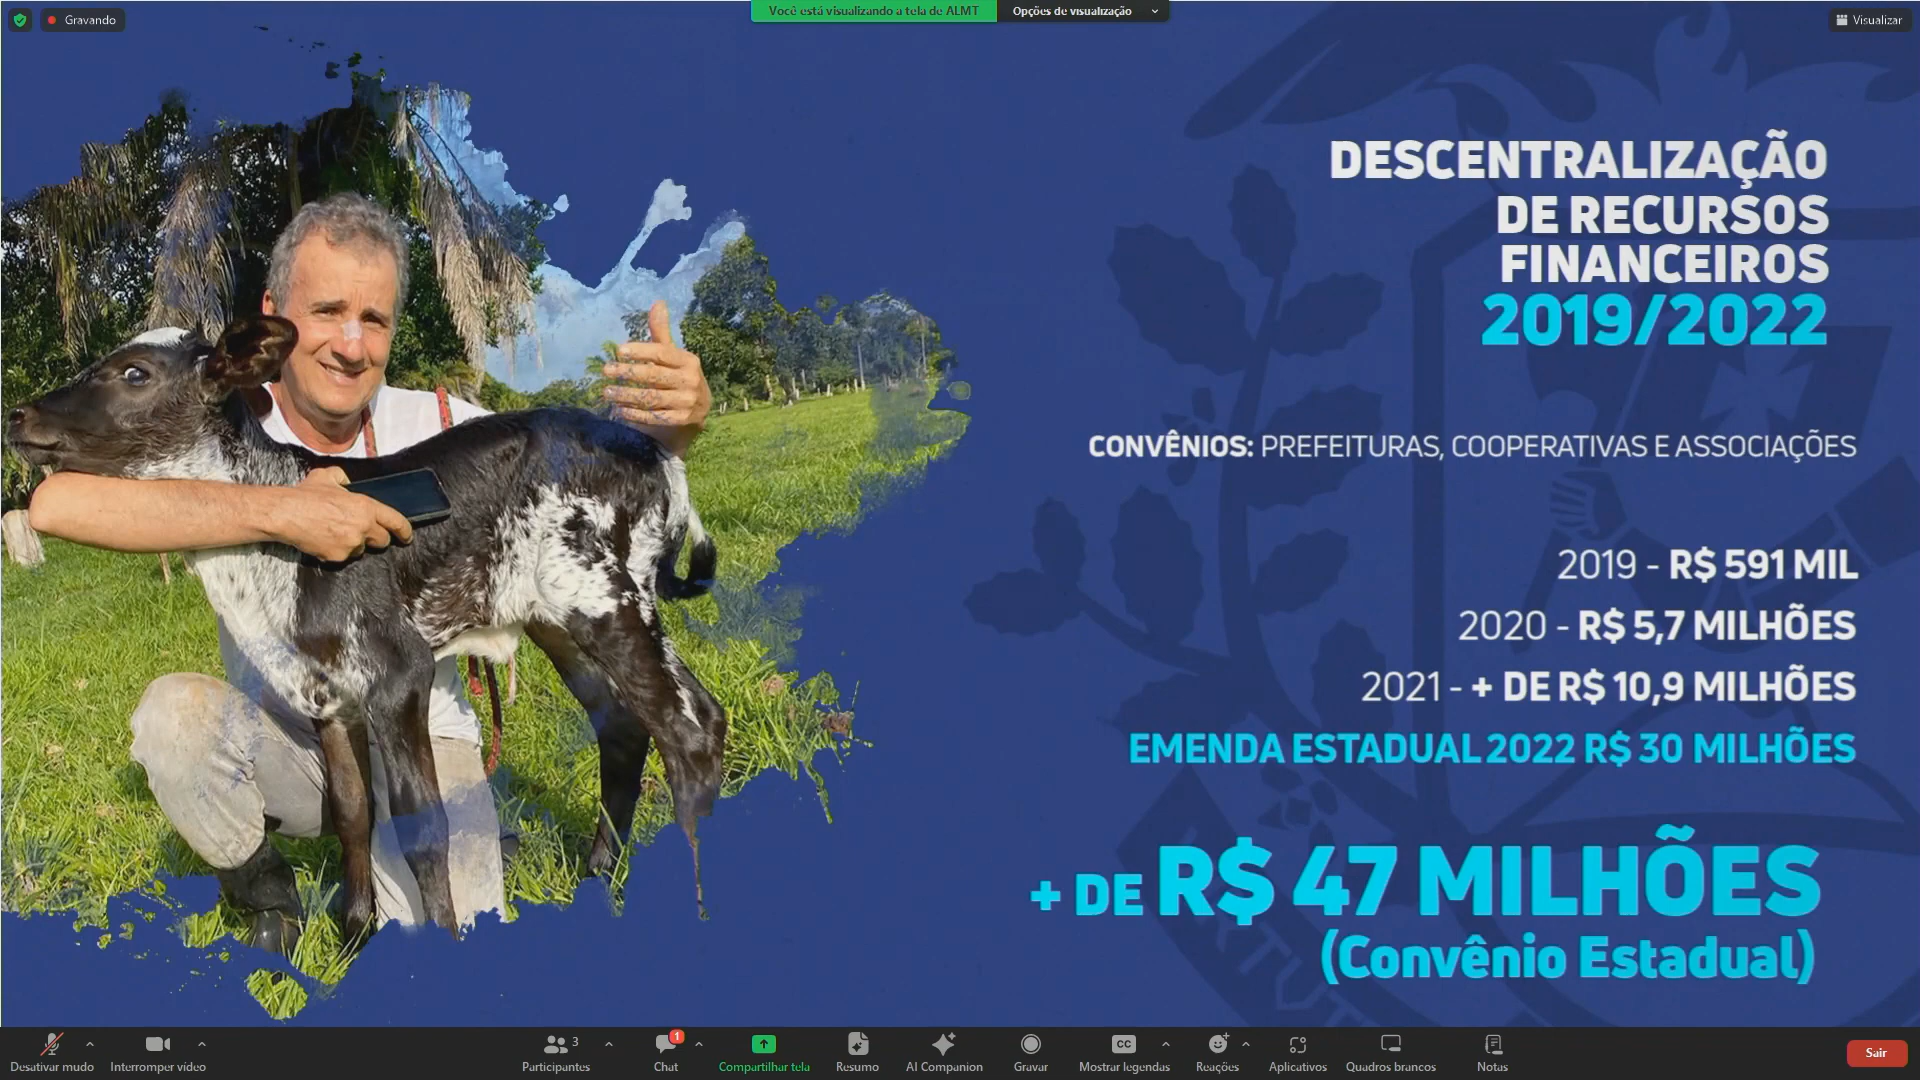 Gravando
Você está visualizando a tela de ALMT
Opções de visualização
Visualizar
DESCENTRALIZAÇÃO
DE RECURSOS
FINANCEIROS
2019/2022
CONVÊNIOS: PREFEITURAS, COOPERATIVAS E ASSOCIAÇÕES
2019 - R$ 591 MIL
2020 - R$ 5,7 MILHÕES
2021 - + DE R$ 10,9 MILHÕES
EMENDA ESTADUAL 2022 R$ 30 MILHÕES
+ DE R$ 47 MILHÕES
(Convênio Estadual)
Desativar mudo
Interromper vídeo
3
Participantes
1
Chat
Compartilhar tela
Resumo
AI Companion
Gravar
CC
Mostrar legendas
Reações
Aplicativos
Quadros brancos
Notas
Sair